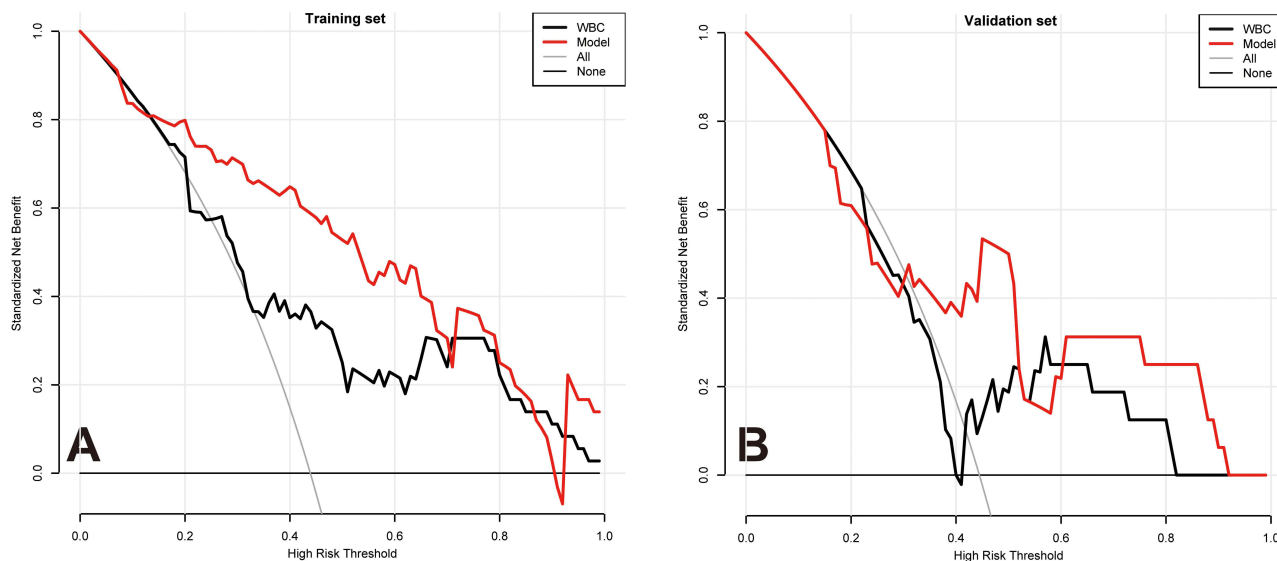 Training set
WBC
Model
All
None
Standardized Net Benefit
1.0
0.8
0.6
0.4
0.2
0.0
A
0.0 0.2 0.4 0.6 0.8 1.0
High Risk Threshold
Validation set
WBC
Model
All
None
Standardized Net Benefit
1.0
0.8
0.6
0.4
0.2
0.0
B
0.0 0.2 0.4 0.6 0.8 1.0
High Risk Threshold